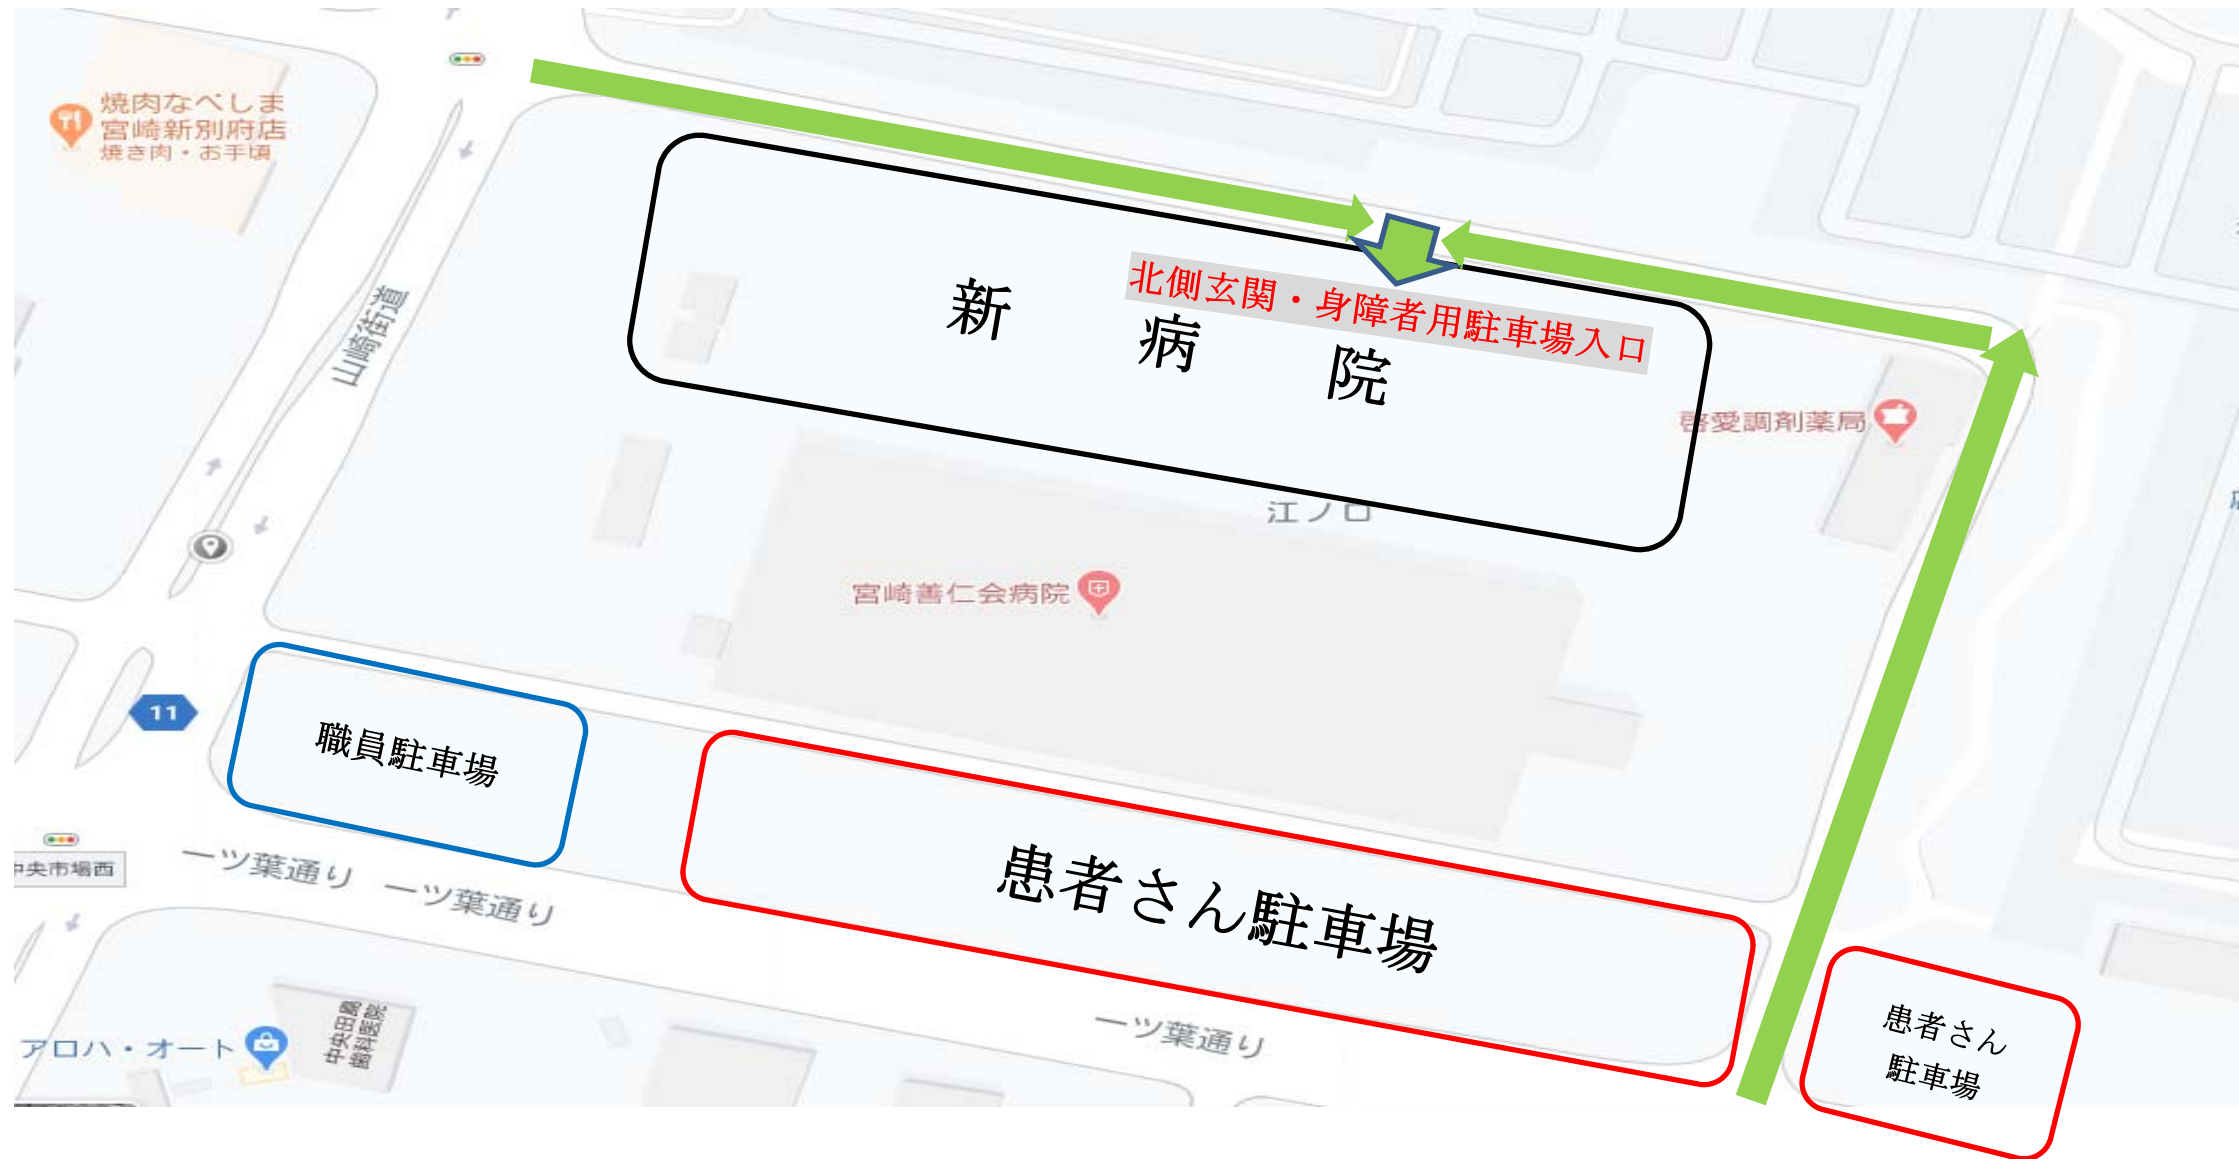 焼肉なべしま
宮崎新別府店
焼き肉・お手頃
山崎街道
新病院
北側玄関・身障者用駐車場入口
啓愛調剤薬局
江ノ口
宮崎善仁会病院
11
職員駐車場
中央市場西
一ツ葉通り
一ツ葉通り
患者さん駐車場
一ツ葉通り
患者さん
駐車場
アロハ・オート
中央田島
歯科医院